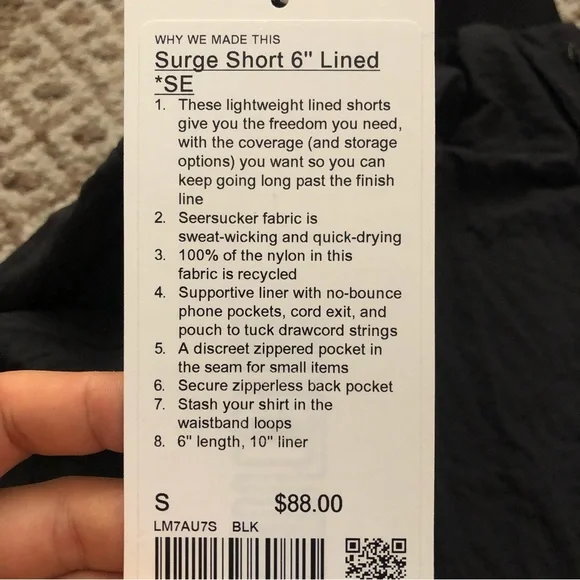 WHY WE MADE THIS
Surge Short 6" Lined
*SE
1. These lightweight lined shorts
give you the freedom you need,
with the coverage (and storage
options) you want so you can
keep going long past the finish
line
2. Seersucker fabric is
sweat-wicking and quick-drying
3. 100% of the nylon in this
fabric is recycled
4. Supportive liner with no-bounce
phone pockets, cord exit, and
pouch to tuck drawcord strings
5. A discreet zippered pocket in
the seam for small items
6. Secure zipperless back pocket
7. Stash your shirt in the
waistband loops
8. 6" length, 10" liner
S $88.00
LM7AU7S BLK